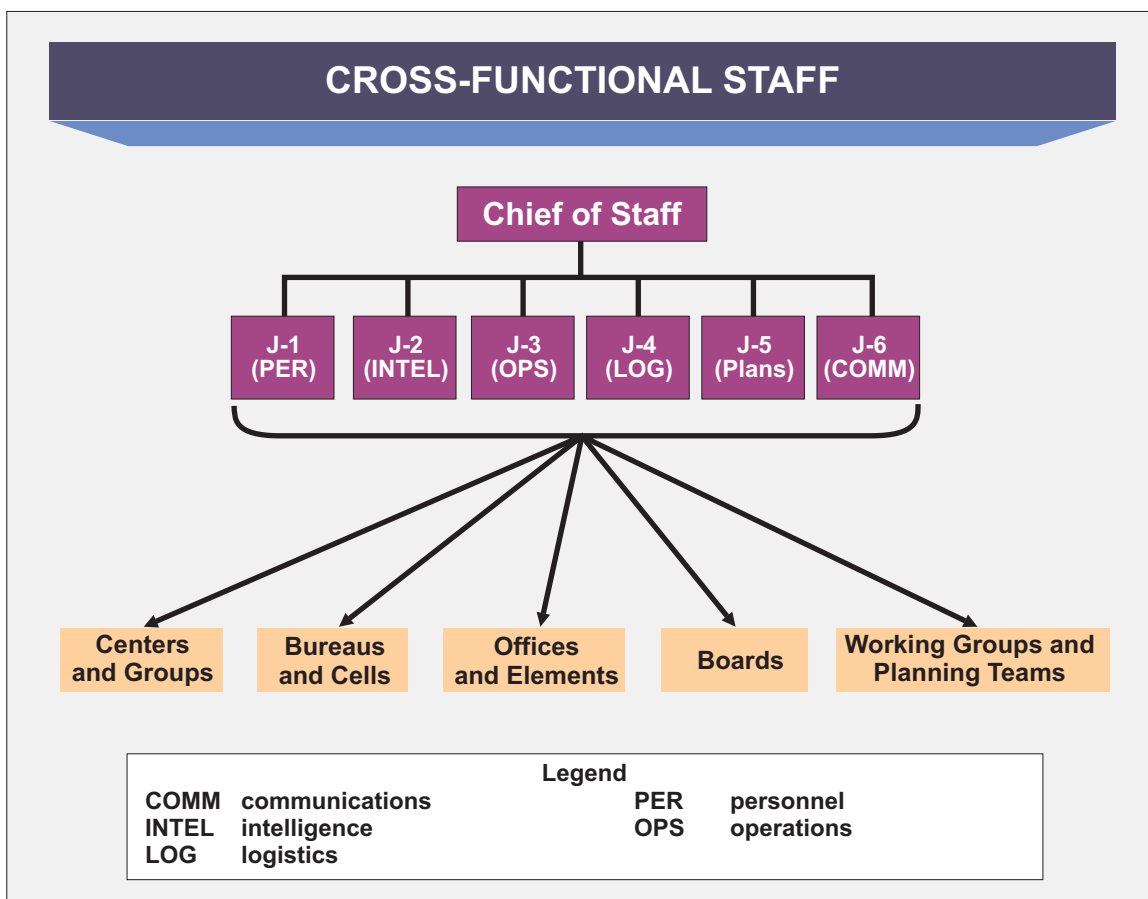 CROSS-FUNCTIONAL STAFF
Chief of Staff
J-1
(PER)
J-2
(INTEL)
J-3
(OPS)
J-4
(LOG)
J-5
(Plans)
J-6
(COMM)
Centers
and Groups
Bureaus
and Cells
Offices
and Elements
Boards
Working Groups and
Planning Teams
Legend
COMM communications
INTEL intelligence
LOG logistics
PER personnel
OPS operations